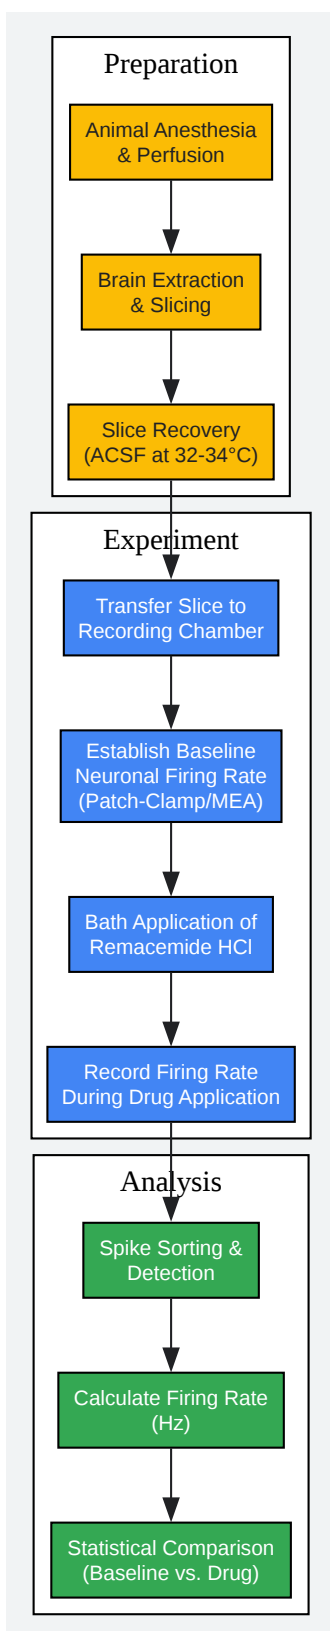 Preparation
Animal Anesthesia
& Perfusion
Brain Extraction
& Slicing
Slice Recovery
(ACSF at 32-34°C)
Experiment
Transfer Slice to
Recording Chamber
Establish Baseline
Neuronal Firing Rate
(Patch-Clamp/MEA)
Bath Application of
Remacemide HCl
Record Firing Rate
During Drug Application
Analysis
Spike Sorting &
Detection
Calculate Firing Rate
(Hz)
Statistical Comparison
(Baseline vs. Drug)